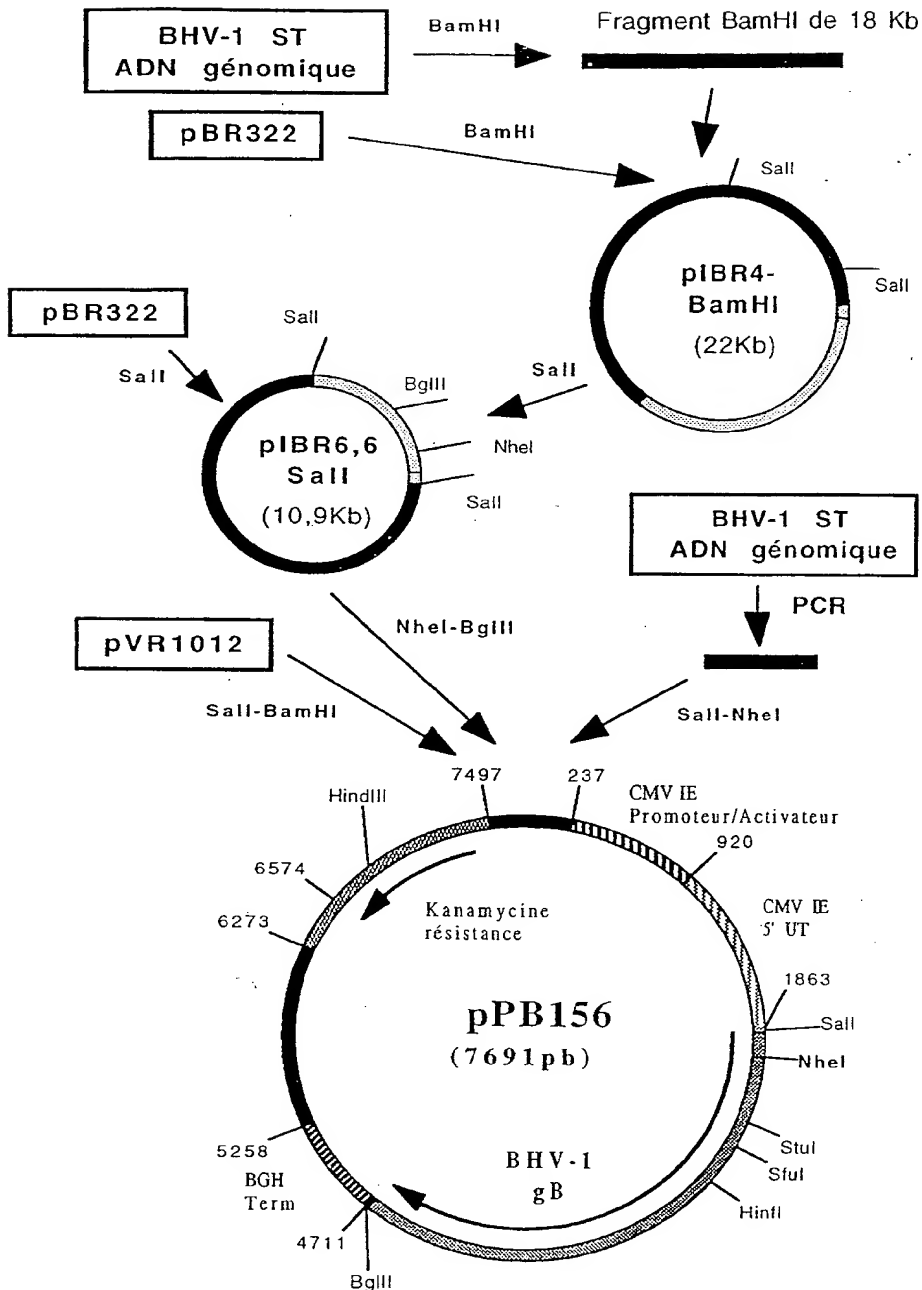 BHV-1 ST
ADN génomique
BamHI
Fragment BamHI de 18 Kb
pBR322
BamHI
SalI
pIBR4-
BamHI
(22Kb)
SalI
pBR322
SalI
SalI
BglII
NheI
SalI
pIBR6,6
SalI
(10,9Kb)
SalI
BHV-1 ST
ADN génomique
PCR
pVR1012
NheI-BglII
SalI-BamHI
SalI-NheI
7497
237
HindIII
CMV IE
Promoteur/Activateur
920
6574
6273
Kanamycine
résistance
CMV IE
5' UT
1863
SalI
NheI
pPB156
(7691pb)
StuI
SfuI
HinfI
BHV-1
gB
5258
BGH
Term
4711
BglII